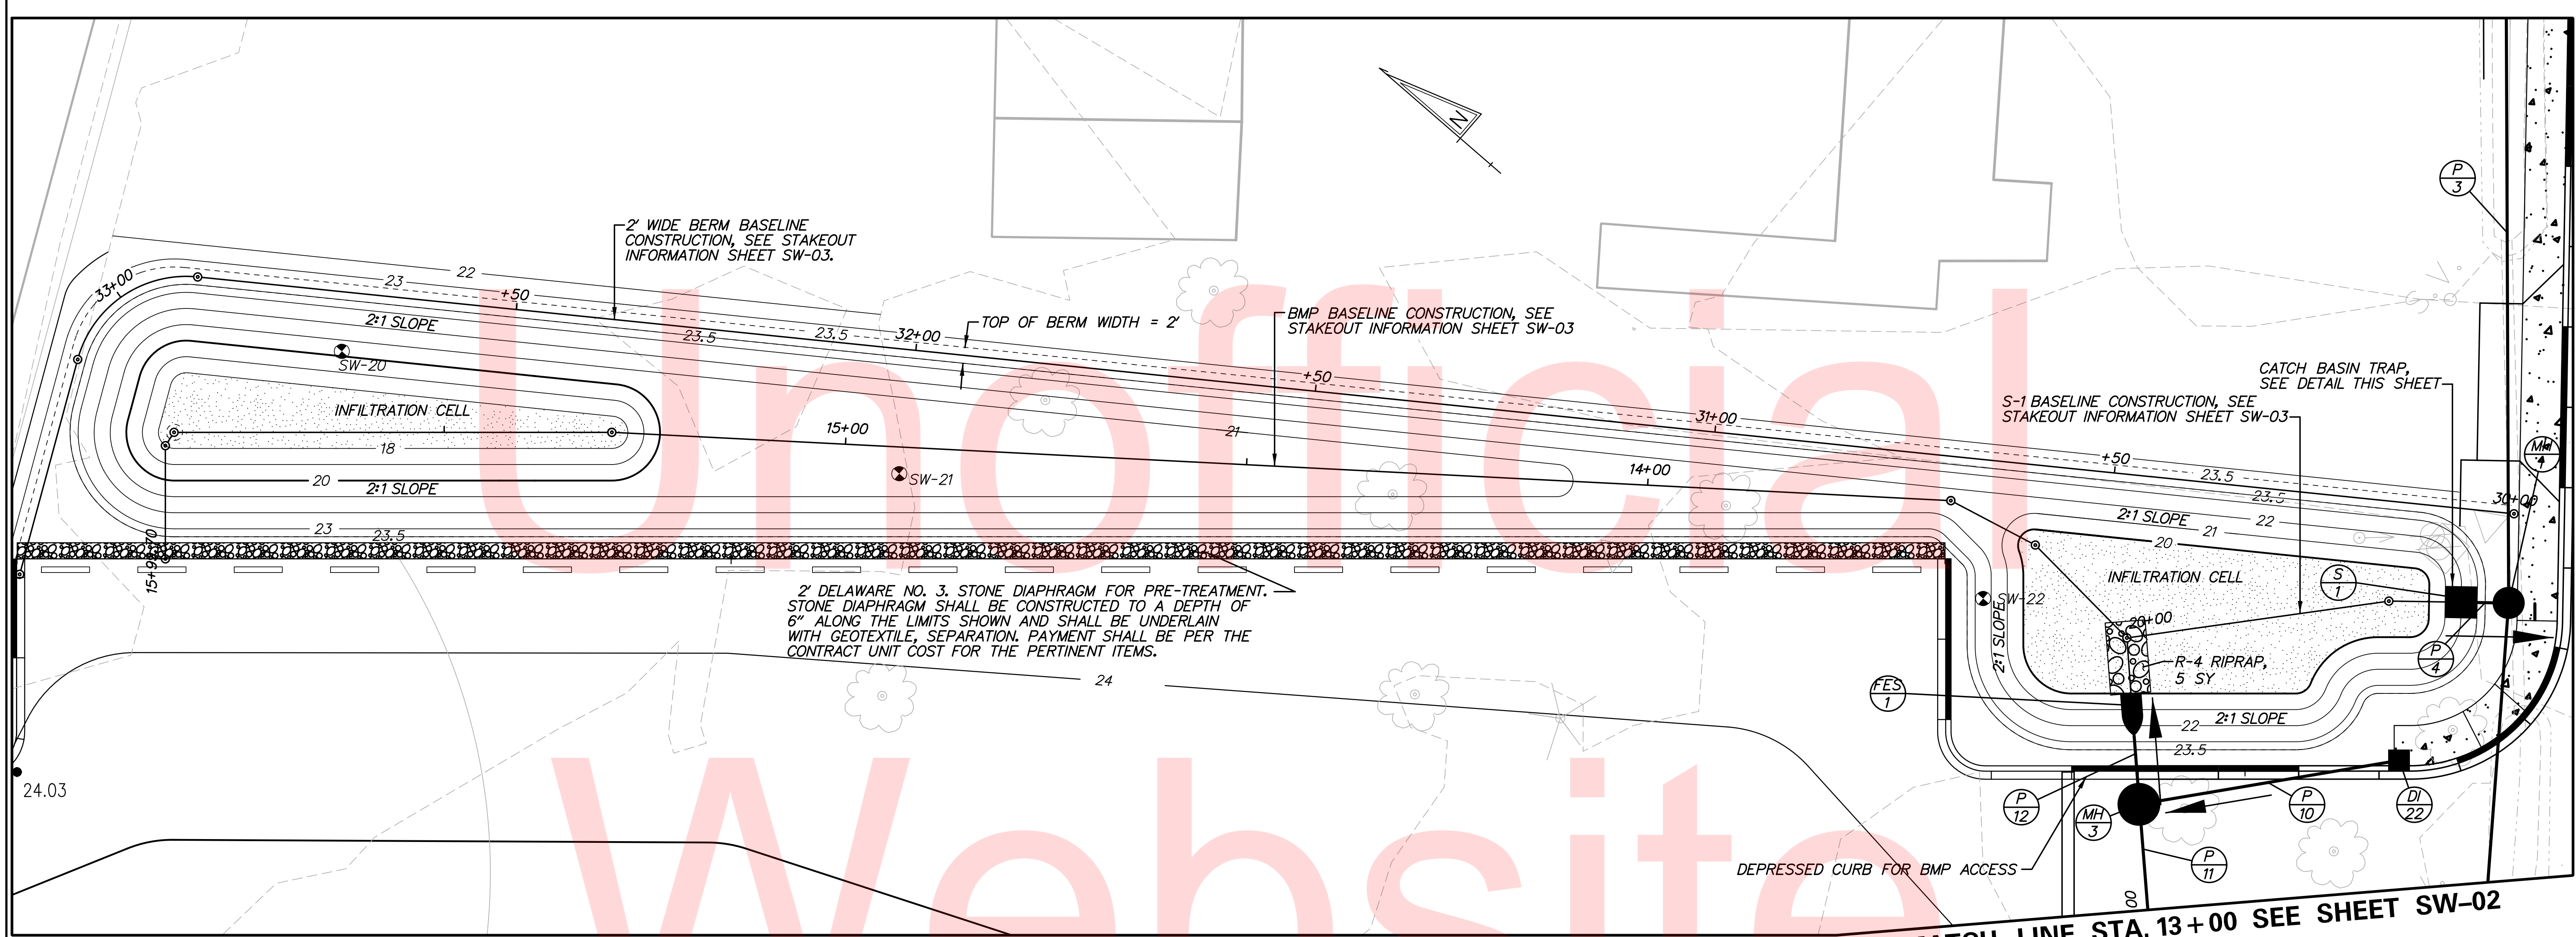 2' WIDE BERM BASELINE
CONSTRUCTION, SEE STAKEOUT
INFORMATION SHEET SW-03.
N
P
3
33+00
23
22
+50
2:1 SLOPE
23.5
23.5
32+00
TOP OF BERM WIDTH = 2'
BMP BASELINE CONSTRUCTION, SEE
STAKEOUT INFORMATION SHEET SW-03
SW-20
INFILTRATION CELL
+50
CATCH BASIN TRAP,
SEE DETAIL THIS SHEET
S-1 BASELINE CONSTRUCTION, SEE
STAKEOUT INFORMATION SHEET SW-03
31+00
MH
1
18
15+00
21
14+00
+50
23.5
23.5
30+00
20
2:1 SLOPE
SW-21
2:1 SLOPE
22
21
20
23
23.5
15+98.70
INFILTRATION CELL
S
1
SW-22
2:1 SLOPE
20+00
2' DELAWARE NO. 3. STONE DIAPHRAGM FOR PRE-TREATMENT.
STONE DIAPHRAGM SHALL BE CONSTRUCTED TO A DEPTH OF
6" ALONG THE LIMITS SHOWN AND SHALL BE UNDERLAIN
WITH GEOTEXTILE, SEPARATION. PAYMENT SHALL BE PER THE
CONTRACT UNIT COST FOR THE PERTINENT ITEMS.
24
R-4 RIPRAP,
5 SY
P
4
FES
1
22
2:1 SLOPE
23.5
24.03
P
12
MH
3
P
10
DI
22
DEPRESSED CURB FOR BMP ACCESS
P
11
00
LINE STA. 13+00 SEE SHEET SW-02
Unofficial
Website